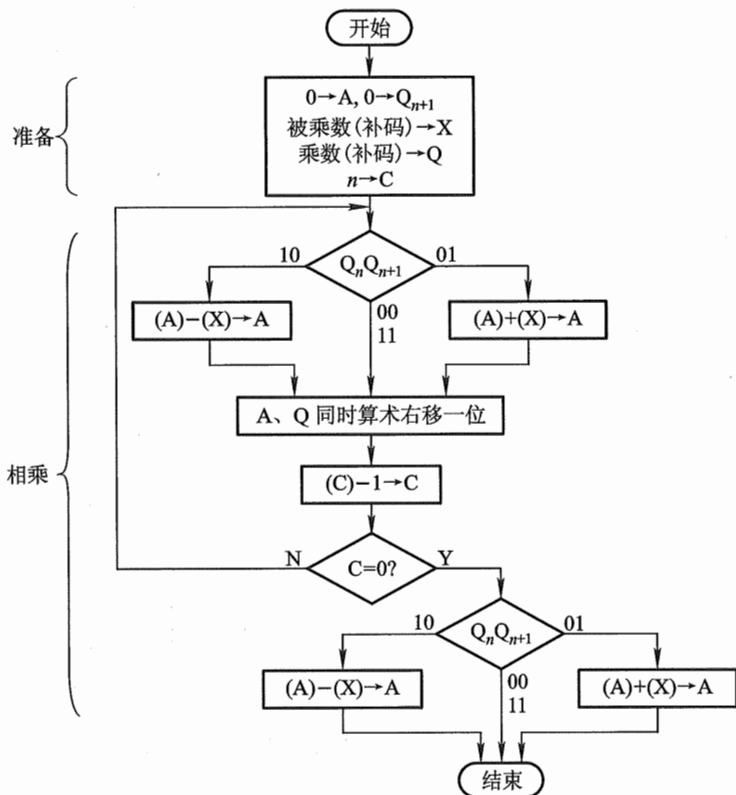 开始
准备
0→A, 0→Qn+1
被乘数(补码)→X
乘数(补码)→Q
n→C
相乘
10
QnQn+1
01
(A)−(X)→A
00
11
(A)+(X)→A
A、Q 同时算术右移一位
(C)−1→C
N
C=0?
Y
10
QnQn+1
01
(A)−(X)→A
00
11
(A)+(X)→A
结束